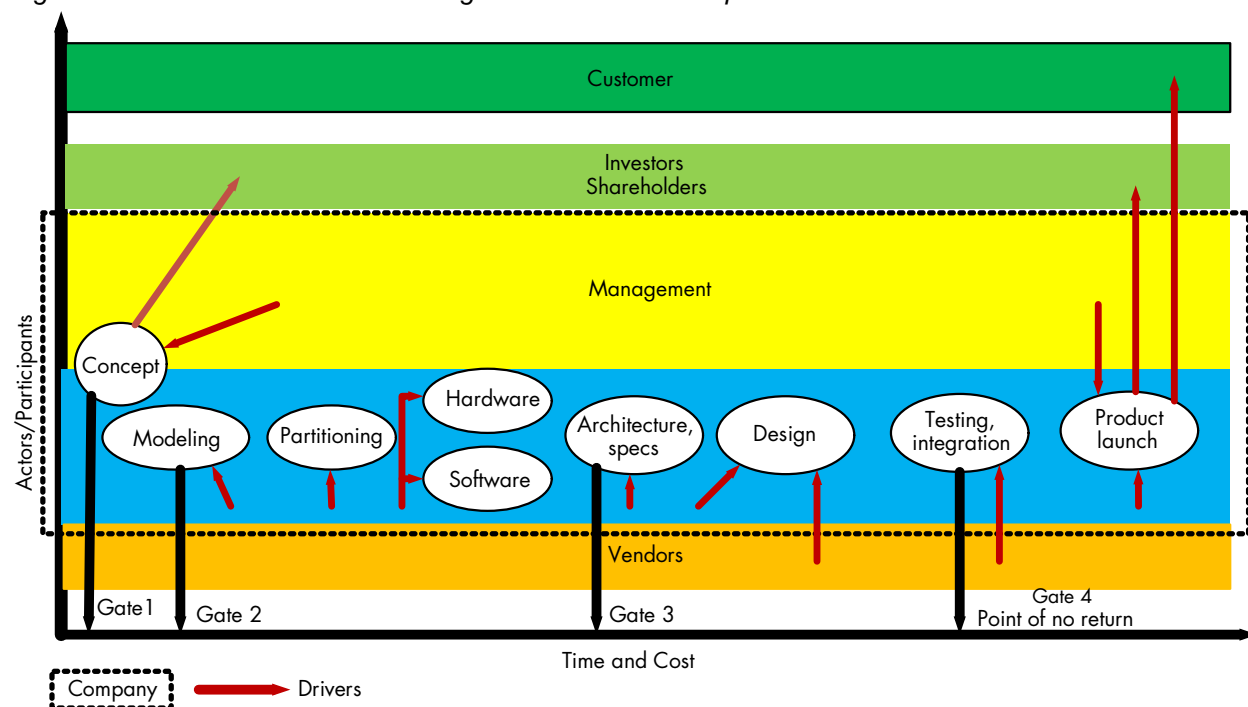 Customer
Investors
Shareholders
Management
Actors/Participants
Concept
Hardware
Modeling
Partitioning
Software
Architecture,
specs
Design
Testing,
integration
Product
launch
Vendors
Gate1
Gate 2
Gate 3
Gate 4
Point of no return
Time and Cost
Company
Drivers